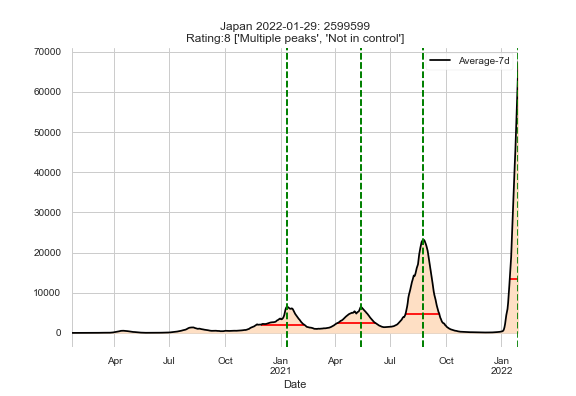 Japan 2022-01-29: 2599599
Rating:8 ['Multiple peaks', 'Not in control']
Average-7d
70000
60000
50000
40000
30000
20000
10000
0
Apr Jul Oct Jan Apr Jul Oct Jan
2021 2022
Date